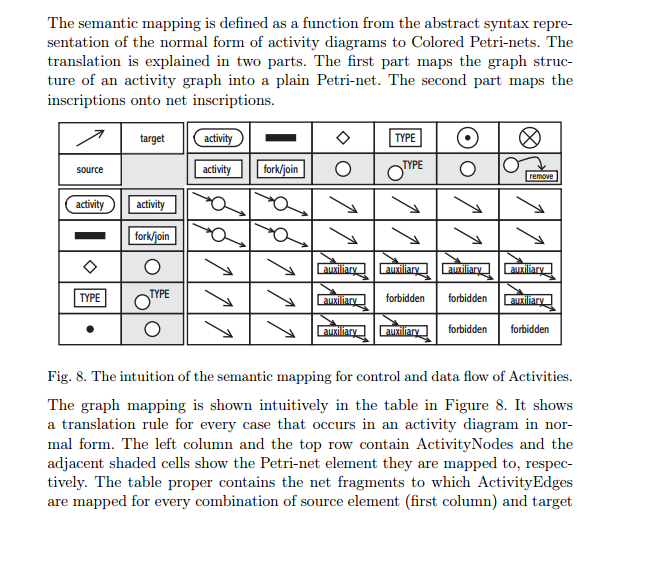 The semantic mapping is defined as a function from the abstract syntax repre-
sentation of the normal form of activity diagrams to Colored Petri-nets. The
translation is explained in two parts. The first part maps the graph struc-
ture of an activity graph into a plain Petri-net. The second part maps the
inscriptions onto net inscriptions.
target activity TYPE
source activity fork/join TYPE remove
activity activity
fork/join
auxiliary auxiliary auxiliary auxiliary
TYPE TYPE auxiliary forbidden forbidden auxiliary
auxiliary auxiliary forbidden forbidden
Fig. 8. The intuition of the semantic mapping for control and data flow of Activities.
The graph mapping is shown intuitively in the table in Figure 8. It shows
a translation rule for every case that occurs in an activity diagram in nor-
mal form. The left column and the top row contain ActivityNodes and the
adjacent shaded cells show the Petri-net element they are mapped to, respec-
tively. The table proper contains the net fragments to which ActivityEdges
are mapped for every combination of source element (first column) and target